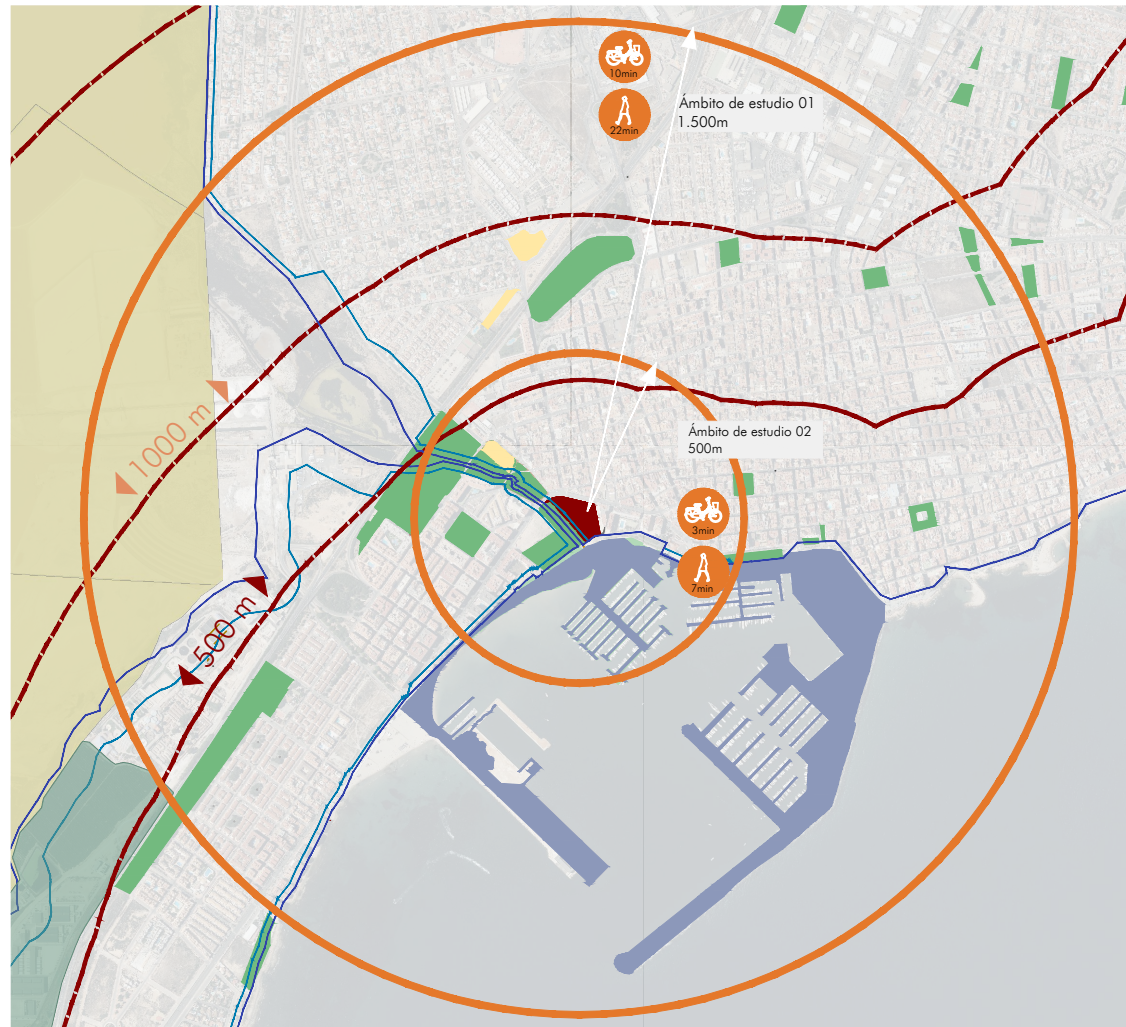 10min
22min
Ámbito de estudio 01
1.500m
1000 m
Ámbito de estudio 02
500m
3min
7min
500 m